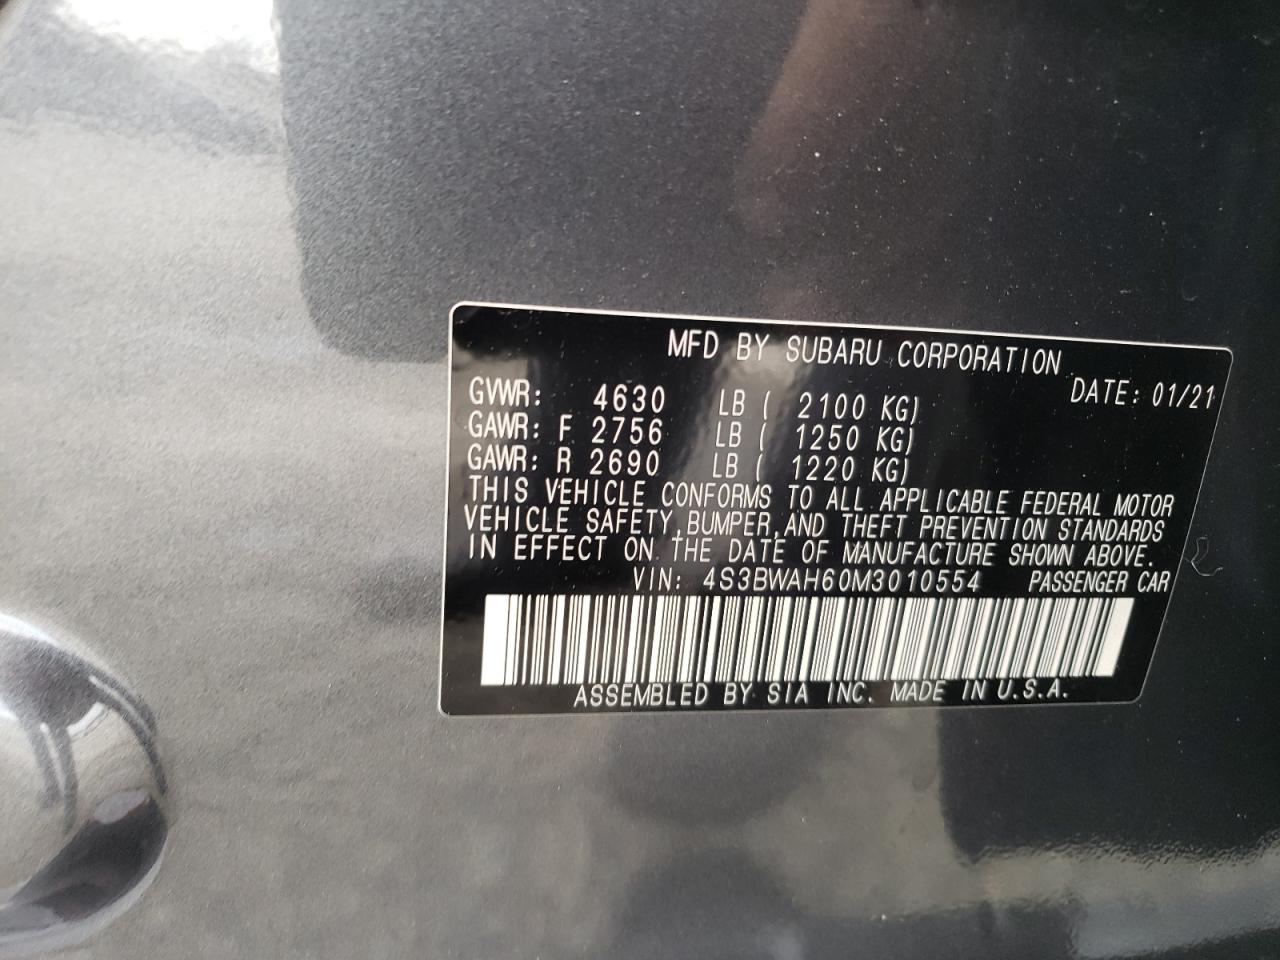 MFD BY SUBARU CORPORATION
DATE: 01/21
GVWR: 4630 LB ( 2100 KG)
GAWR: F 2756 LB ( 1250 KG)
GAWR: R 2690 LB ( 1220 KG)
THIS VEHICLE CONFORMS TO ALL APPLICABLE FEDERAL MOTOR
VEHICLE SAFETY,BUMPER,AND THEFT PREVENTION STANDARDS
IN EFFECT ON THE DATE OF MANUFACTURE SHOWN ABOVE.
VIN: 4S3BWAH60M3010554 PASSENGER CAR
ASSEMBLED BY SIA INC. MADE IN U.S.A.